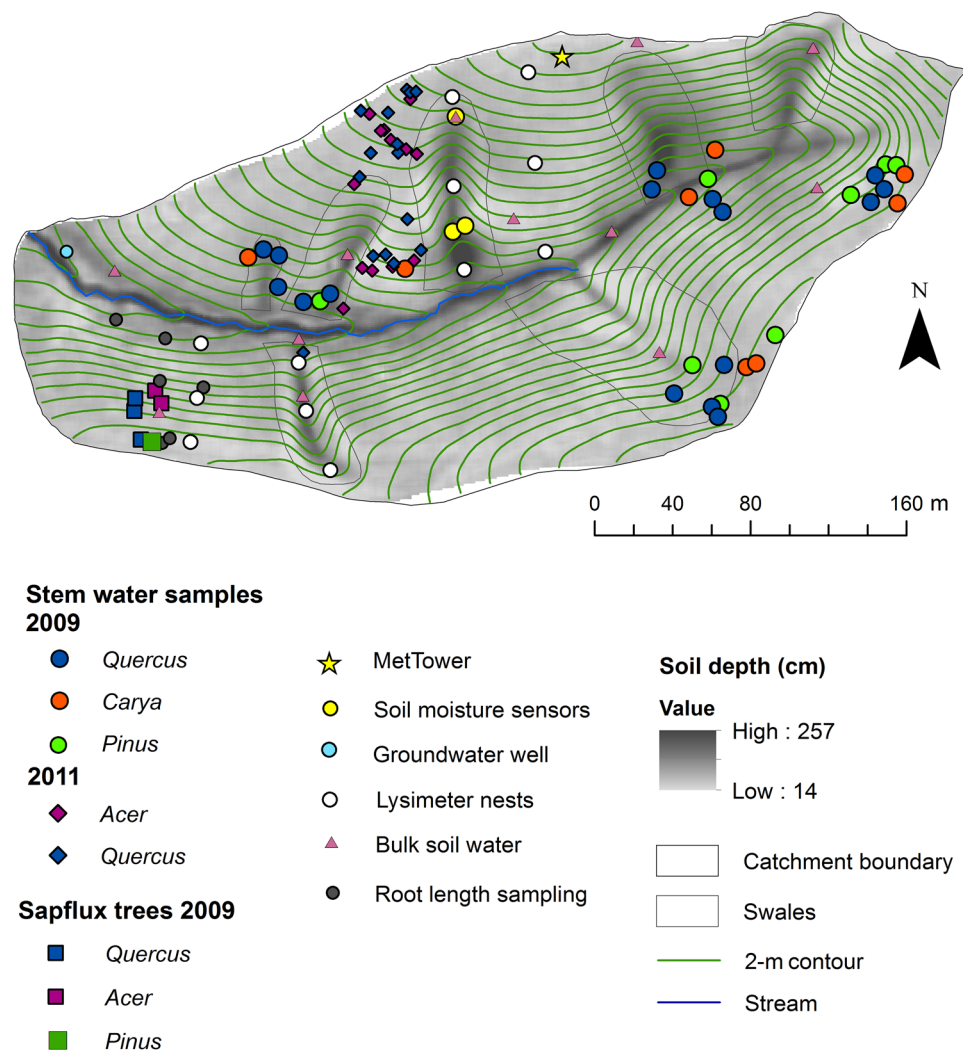 N
0 40 80 160 m
Stem water samples
2009
Quercus
Carya
Pinus
2011
Acer
Quercus
Sapflux trees 2009
Quercus
Acer
Pinus
MetTower
Soil moisture sensors
Groundwater well
Lysimeter nests
Bulk soil water
Root length sampling
Soil depth (cm)
Value
High : 257
Low : 14
Catchment boundary
Swales
2-m contour
Stream